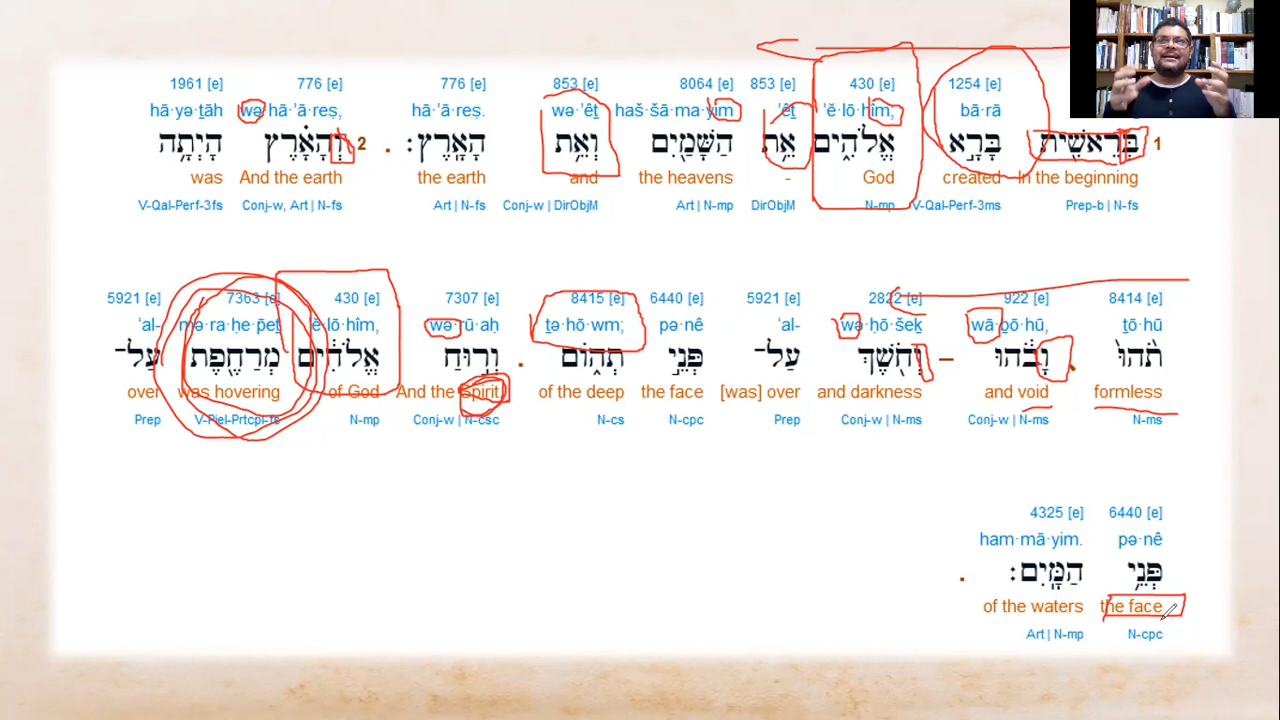 1254 [e] 430 [e] 853 [e] 8064 [e] 853 [e] 776 [e] 776 [e] 1961 [e]
bā·rā ’ĕ·lō·hîm; ’êṯ haš·šā·ma·yim wə·’êṯ hā·’ā·reṣ. wə·hā·’ā·reṣ, hā·yə·ṯāh
1 בְּרֵאשִׁ֖ית בָּרָ֣א אֱלֹהִ֑ים אֵ֥ת הַשָּׁמַ֖יִם וְאֵ֥ת הָאָֽרֶץ׃ . 2 וְהָאָ֗רֶץ הָיְתָ֥ה
In the beginning created God - the heavens and the earth And the earth was
Prep-b | N-fs V-Qal-Perf-3ms N-mp DirObjM Art | N-mp Conj-w | DirObjM Art | N-fs Conj-w, Art | N-fs V-Qal-Perf-3fs
8414 [e] 922 [e] 2822 [e] 5921 [e] 6440 [e] 8415 [e] 7307 [e] 430 [e] 7363 [e] 5921 [e]
ṯō·hū wā·ḇō·hū, wə·ḥō·šeḵ ‘al- pə·nê ṯə·hō·wm; wə·rū·aḥ ’ĕ·lō·hîm, mə·ra·ḥe·p̄eṯ ‘al-
תֹ֙הוּ֙ וָבֹ֔הוּ – וְחֹ֖שֶׁךְ עַל־ פְּנֵ֣י תְה֑וֹם . וְר֣וּחַ אֱלֹהִ֔ים מְרַחֶ֖פֶת עַל־
formless and void and darkness [was] over the face of the deep And the Spirit of God was hovering over
N-ms Conj-w | N-ms Conj-w | N-ms Prep N-cpc N-cs Conj-w | N-csc N-mp V-Piel-Prtcpl-fs Prep
6440 [e] 4325 [e]
pə·nê ham·mā·yim.
פְּנֵ֥י הַמָּֽיִם׃ .
the face of the waters
N-cpc Art | N-mp